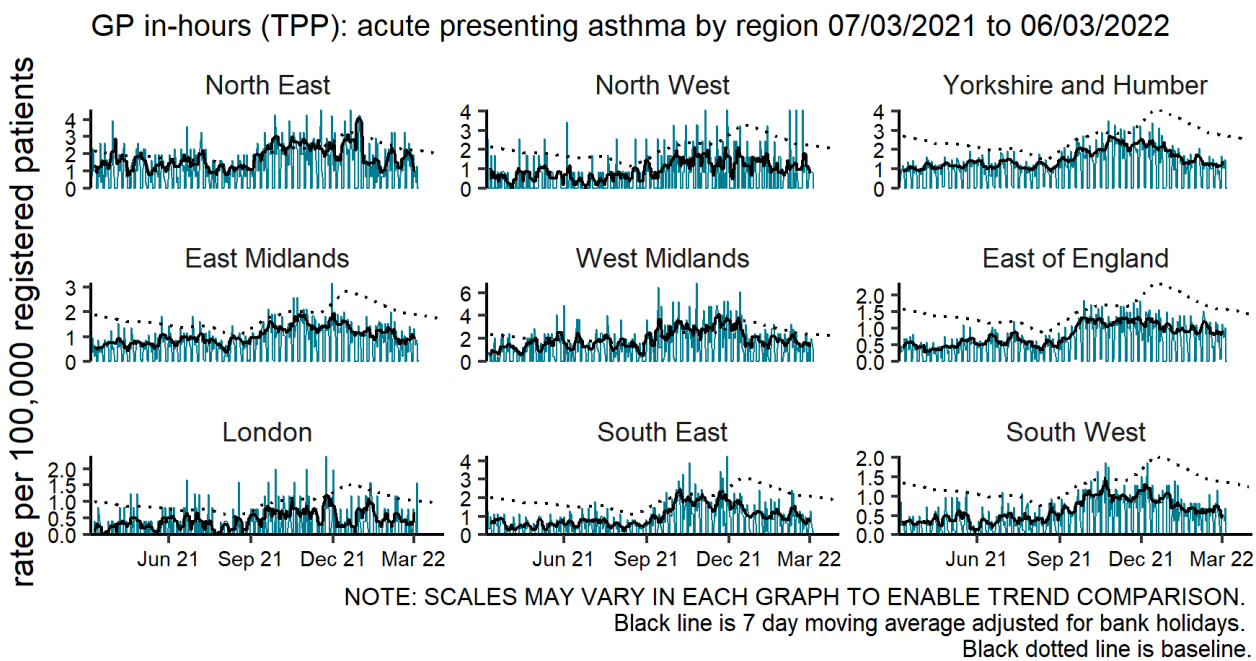 GP in-hours (TPP): acute presenting asthma by region 07/03/2021 to 06/03/2022
rate per 100,000 registered patients
North East
4
3
2
1
0
North West
4
3
2
1
0
Yorkshire and Humber
4
3
2
1
0
East Midlands
3
2
1
0
West Midlands
6
4
2
0
East of England
2.0
1.5
1.0
0.5
0.0
London
2.0
1.5
1.0
0.5
0.0
South East
4
3
2
1
0
South West
2.0
1.5
1.0
0.5
0.0
Jun 21 Sep 21 Dec 21 Mar 22
Jun 21 Sep 21 Dec 21 Mar 22
Jun 21 Sep 21 Dec 21 Mar 22
NOTE: SCALES MAY VARY IN EACH GRAPH TO ENABLE TREND COMPARISON.
Black line is 7 day moving average adjusted for bank holidays.
Black dotted line is baseline.